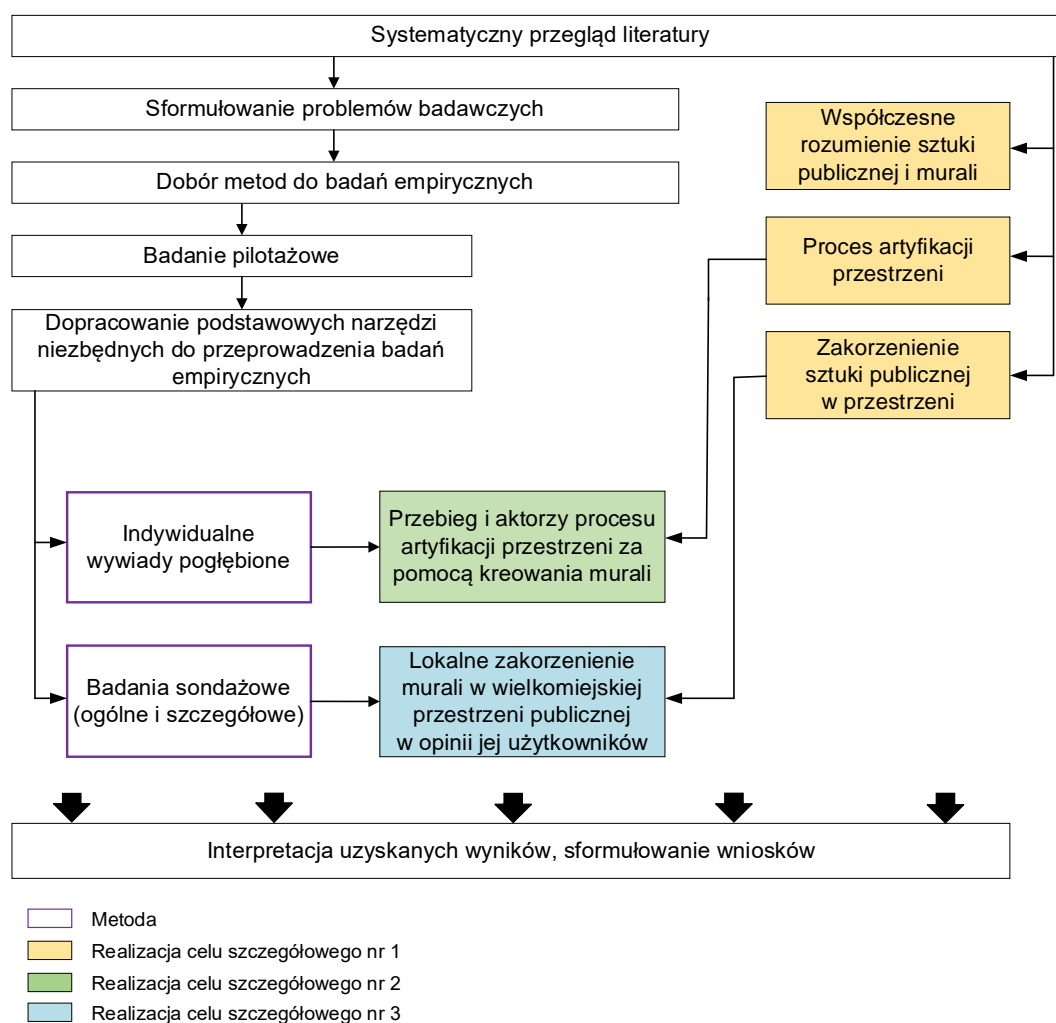 Systematyczny przegląd literatury
Sformułowanie problemów badawczych
Dobór metod do badań empirycznych
Badanie pilotażowe
Dopracowanie podstawowych narzędzi
niezbędnych do przeprowadzenia badań
empirycznych
Współczesne
rozumienie sztuki
publicznej i murali
Proces artyfikacji
przestrzeni
Zakorzenienie
sztuki publicznej
w przestrzeni
Indywidualne
wywiady pogłębione
Przebieg i aktorzy procesu
artyfikacji przestrzeni za
pomocą kreowania murali
Badania sondażowe
(ogólne i szczegółowe)
Lokalne zakorzenienie
murali w wielkomiejskiej
przestrzeni publicznej
w opinii jej użytkowników
Interpretacja uzyskanych wyników, sformułowanie wniosków
Metoda
Realizacja celu szczegółowego nr 1
Realizacja celu szczegółowego nr 2
Realizacja celu szczegółowego nr 3